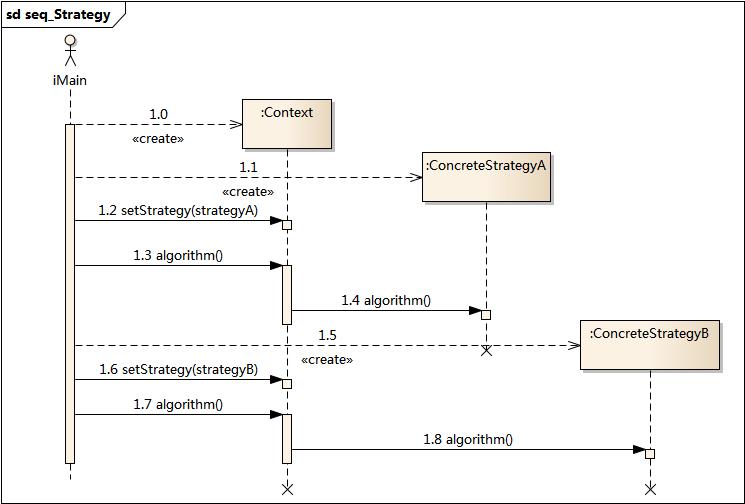 sd seq_Strategy
iMain
1.0
:Context
«create»
1.1
:ConcreteStrategyA
«create»
1.2 setStrategy(strategyA)
1.3 algorithm()
1.4 algorithm()
1.5
:ConcreteStrategyB
«create»
1.6 setStrategy(strategyB)
1.7 algorithm()
1.8 algorithm()